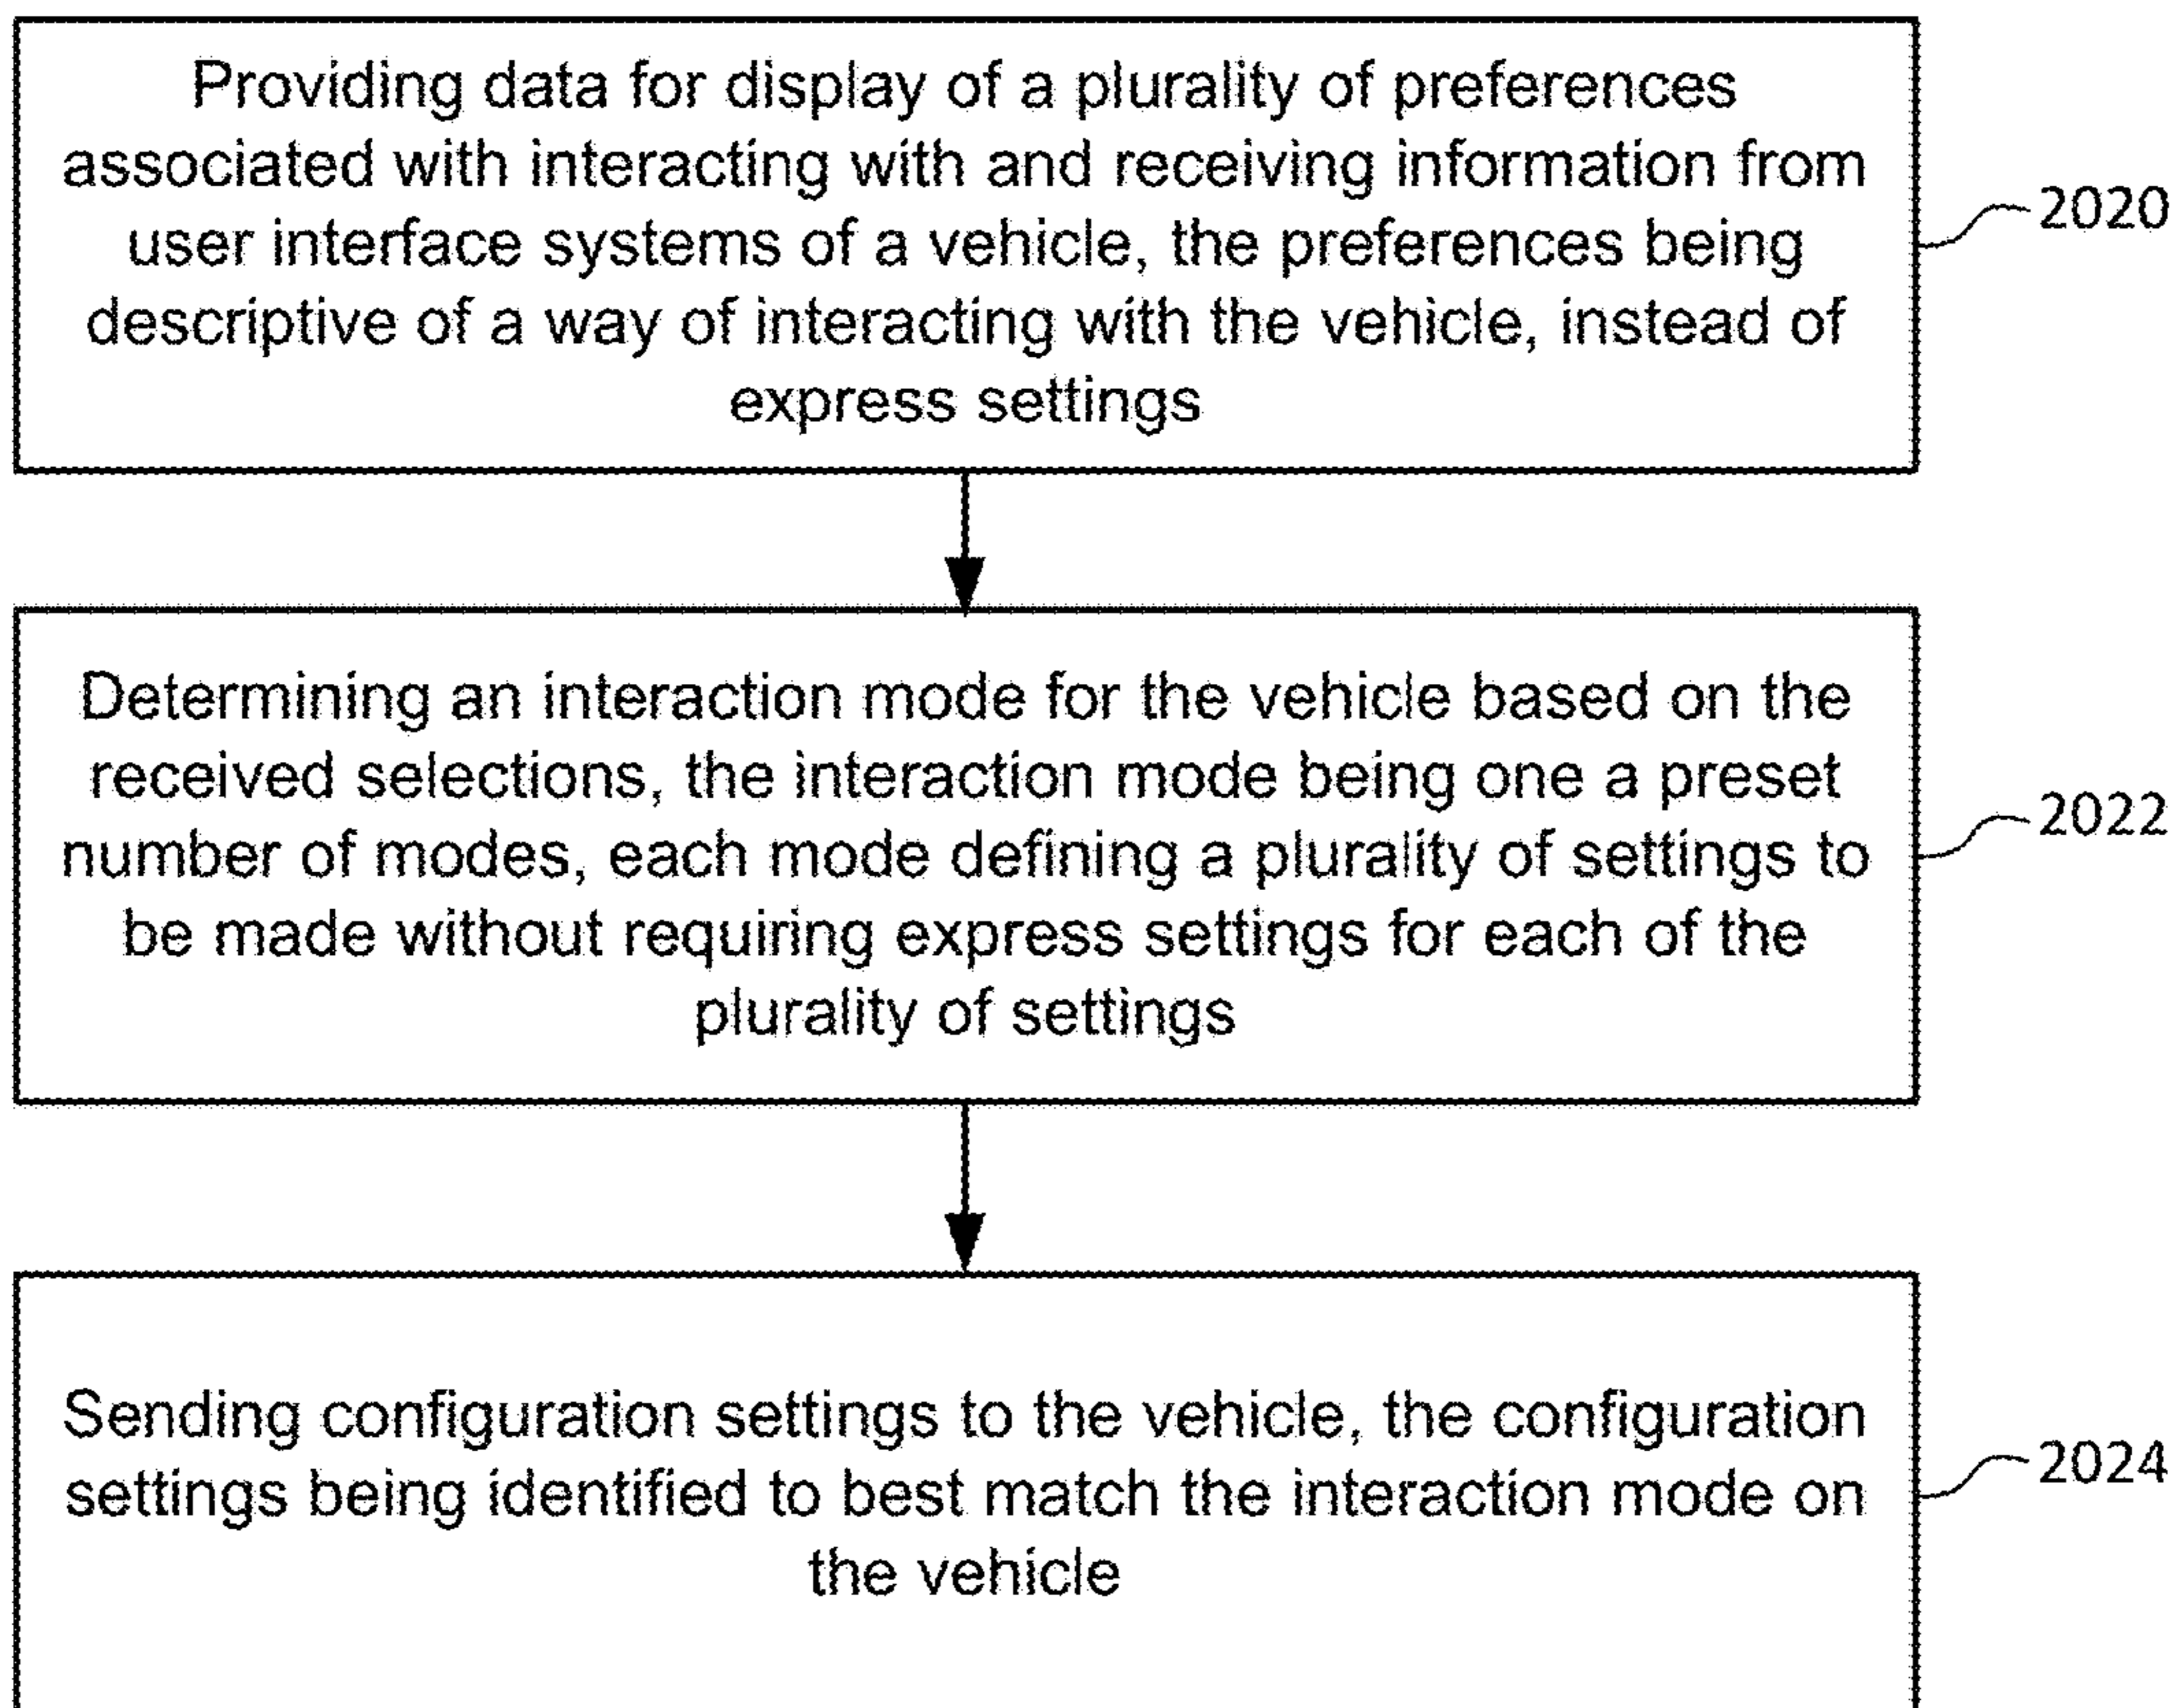 Providing data for display of a plurality of preferences
associated with interacting with and receiving information from
user interface systems of a vehicle, the preferences being
descriptive of a way of interacting with the vehicle, instead of
express settings
2020
Determining an interaction mode for the vehicle based on the
received selections, the interaction mode being one a preset
number of modes, each mode defining a plurality of settings to
be made without requiring express settings for each of the
plurality of settings
2022
Sending configuration settings to the vehicle, the configuration
settings being identified to best match the interaction mode on
the vehicle
2024